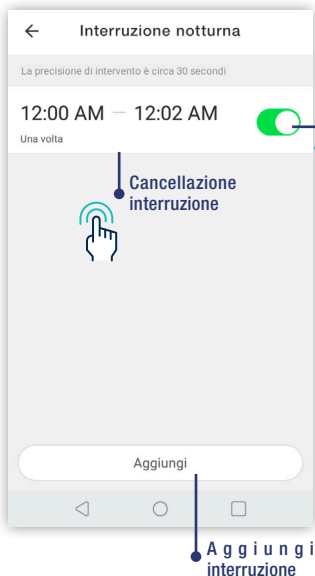 Interruzione notturna
La precisione di intervento è circa 30 secondi
12:00 AM — 12:02 AM
Una volta
Cancellazione
interruzione
Aggiungi
Aggiungi
interruzione